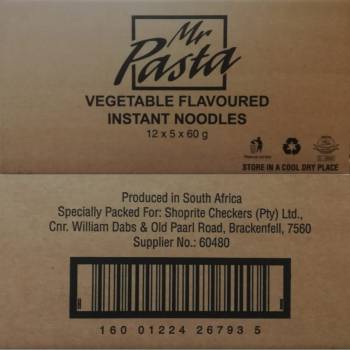 Mr
Pasta
VEGETABLE FLAVOURED
INSTANT NOODLES
12 x 5 x 60 g
STORE IN A COOL DRY PLACE
Produced in South Africa
Specially Packed For: Shoprite Checkers (Pty) Ltd.,
Cnr. William Dabs & Old Paarl Road, Brackenfell, 7560
Supplier No.: 60480
160 01224 26793 5